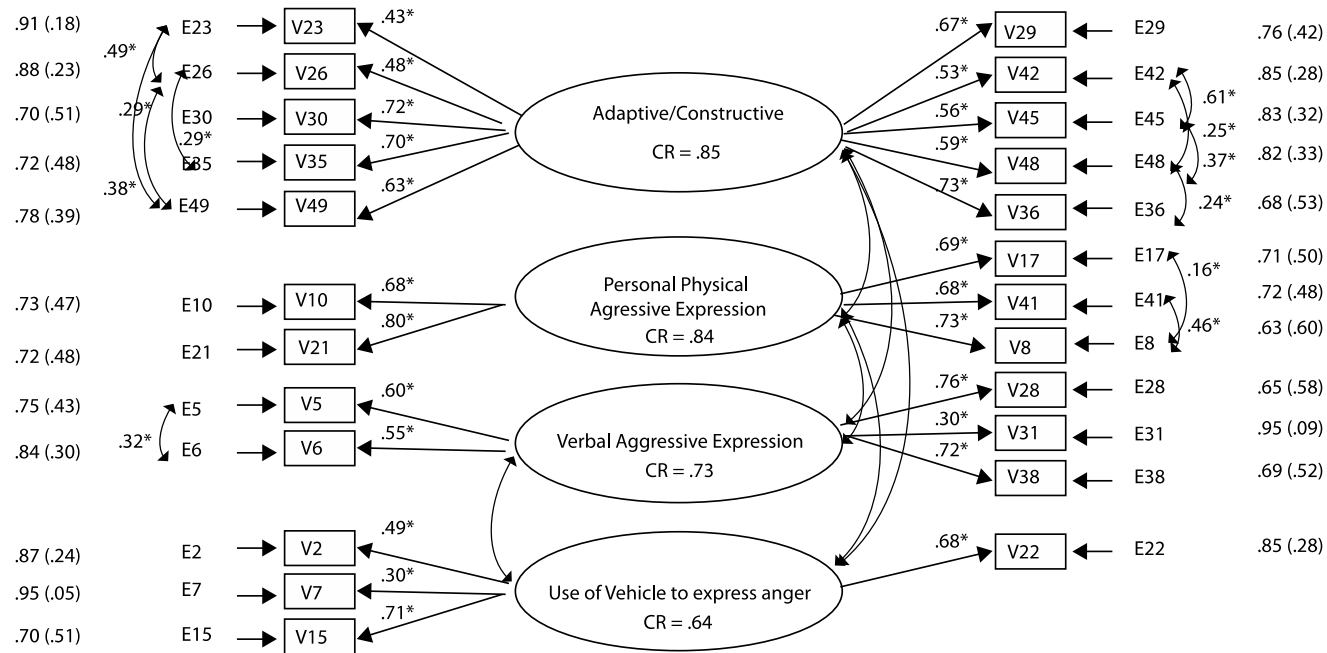 .91 (.18) E23 V23 .43* .67* V29 E29 .76 (.42)
.49*
.88 (.23) E26 V26 .48* .53* V42 E42 .85 (.28)
Adaptive/Constructive
.61*
.29*
.70 (.51) E30 V30 .72* .56* V45 E45 .83 (.32)
.29* .25*
CR = .85
.72 (.48) E35 V35 .70* .59* V48 E48 .37* .82 (.33)
.38*
.78 (.39) E49 V49 .63* .73* V36 E36 .24* .68 (.53)
.69* V17 E17 .71 (.50)
.16*
Personal Physical
.73 (.47) E10 V10 .68* .68* V41 E41 .72 (.48)
Agressive Expression
.46*
CR = .84
.72 (.48) E21 V21 .80* .73* V8 E8 .63 (.60)
.76* V28 E28 .65 (.58)
.75 (.43) E5 V5 .60*
.30* V31 E31 .95 (.09)
.32*
Verbal Aggressive Expression
.84 (.30) E6 V6 .55*
CR = .73
.72* V38 E38 .69 (.52)
.87 (.24) E2 V2 .49* .68* V22 E22 .85 (.28)
.95 (.05) E7 V7 .30*
Use of Vehicle to express anger
CR = .64
.70 (.51) E15 V15 .71*